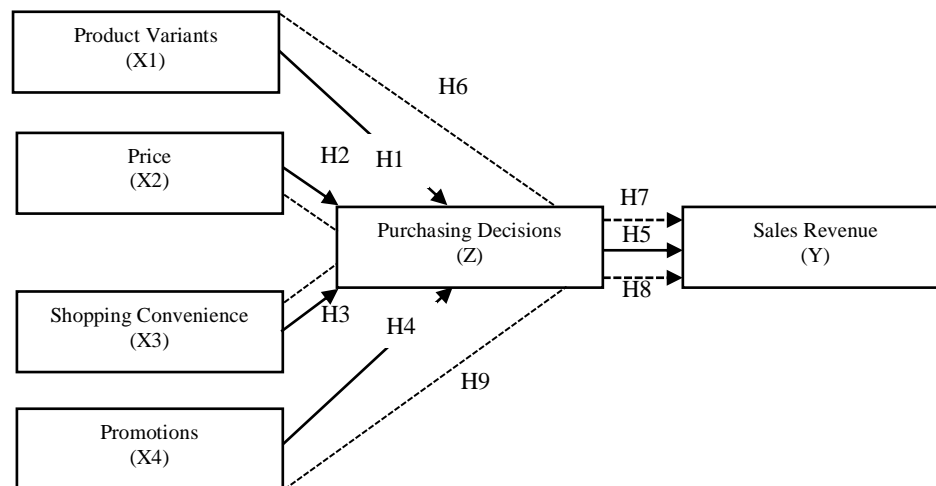 Product Variants
(X1)
H6
Price
(X2)
H2
H1
Purchasing Decisions
(Z)
H7
H5
H8
Sales Revenue
(Y)
Shopping Convenience
(X3)
H3
H4
H9
Promotions
(X4)